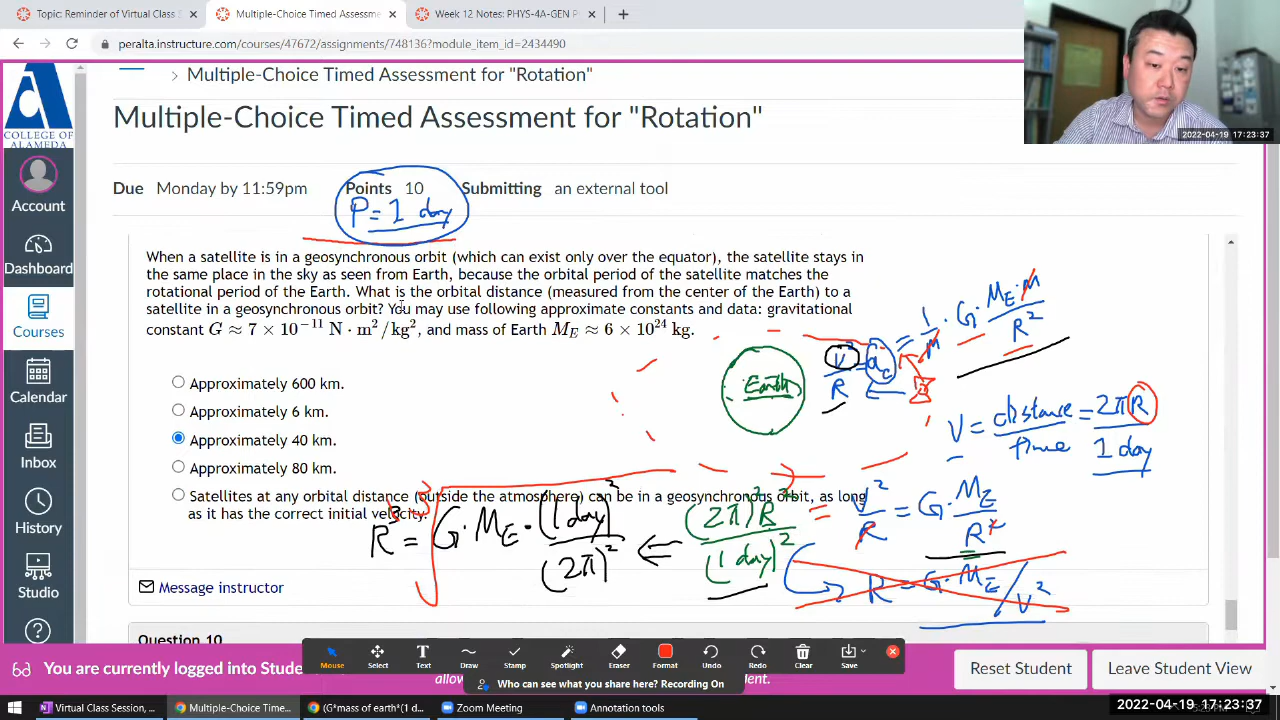 Topic: Reminder of Virtual Class S
Multiple-Choice Timed Assessme
Week 12 Notes: PHYS-4A-GEN P
peralta.instructure.com/courses/47672/assignments/748136?module_item_id=2434490
Multiple-Choice Timed Assessment for "Rotation"
Multiple-Choice Timed Assessment for "Rotation"
2022-04-19 17:23:37
COLLEGE OF
ALAMEDA
Account
Dashboard
Courses
Calendar
Inbox
History
Studio
Due Monday by 11:59pm Points 10 Submitting an external tool
P = 1 day
When a satellite is in a geosynchronous orbit (which can exist only over the equator), the satellite stays in
the same place in the sky as seen from Earth, because the orbital period of the satellite matches the
rotational period of the Earth. What is the orbital distance (measured from the center of the Earth) to a
satellite in a geosynchronous orbit? You may use following approximate constants and data: gravitational
constant G ≈ 7 × 10⁻¹¹ N · m²/kg², and mass of Earth M_E ≈ 6 × 10²⁴ kg.
Approximately 600 km.
Approximately 6 km.
Approximately 40 km.
Approximately 80 km.
Satellites at any orbital distance (outside the atmosphere) can be in a geosynchronous orbit, as long
as it has the correct initial velocity.
Earth
v²/R = a_c = 1/m · G · M_E · m / R²
V = distance/time = 2πR / 1 day
V²/R = G · M_E / R²
R = G · M_E / V²
(2π)² R² / (1 day)²
R³ = G · M_E · (1 day)² / (2π)²
Message instructor
Question 10
You are currently logged into Stude
Mouse
Select
Text
Draw
Stamp
Spotlight
Eraser
Format
Undo
Redo
Clear
Save
Who can see what you share here? Recording On
Reset Student
Leave Student View
Virtual Class Session, ...
Multiple-Choice Time...
(G*mass of earth*(1 d...
Zoom Meeting
Annotation tools
2022-04-19 17:23:37